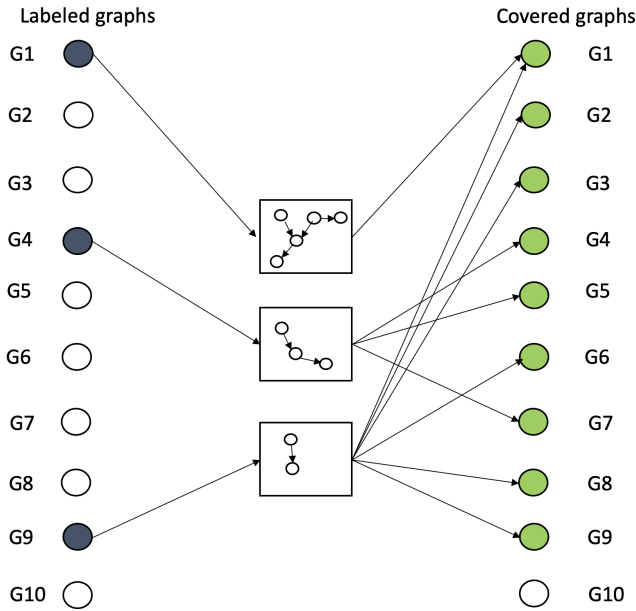 Labeled graphs Covered graphs
G1 G1
G2 G2
G3 G3
G4 G4
G5 G5
G6 G6
G7 G7
G8 G8
G9 G9
G10 G10